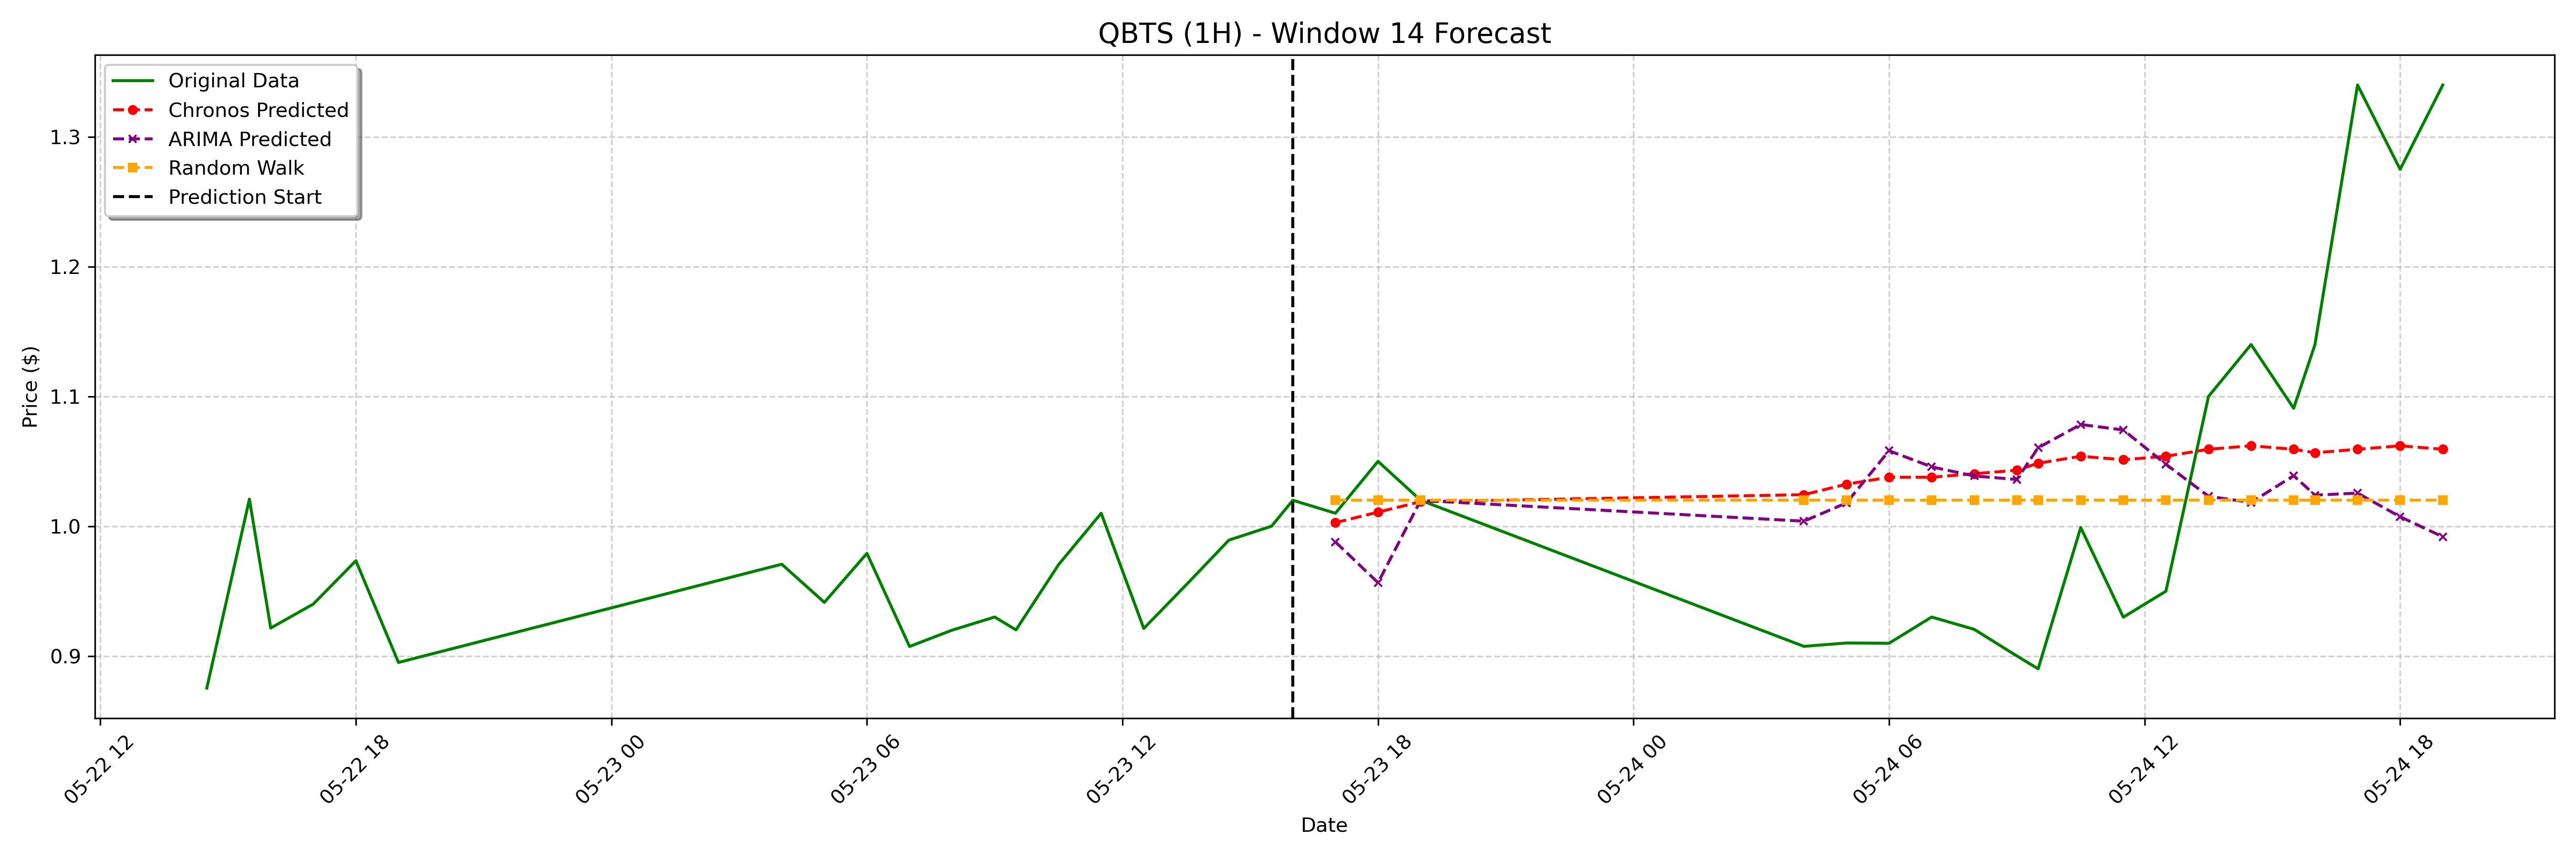 QBTS (1H) - Window 14 Forecast
Original Data
Chronos Predicted
ARIMA Predicted
Random Walk
Prediction Start
Price ($)
1.3
1.2
1.1
1.0
0.9
05-22 12
05-22 18
05-23 00
05-23 06
05-23 12
05-23 18
05-24 00
05-24 06
05-24 12
05-24 18
Date